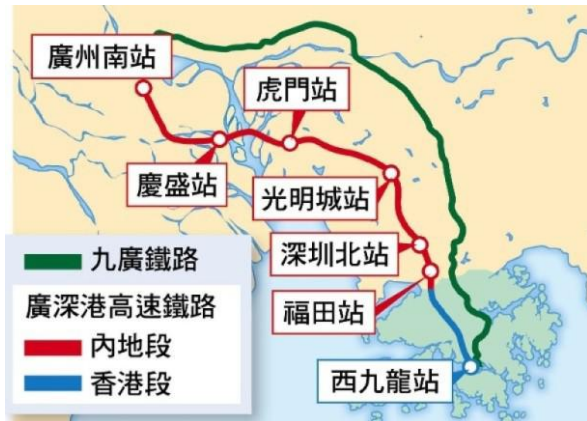 廣州南站
虎門站
慶盛站
光明城站
深圳北站
福田站
西九龍站
九廣鐵路
廣深港高速鐵路
內地段
香港段